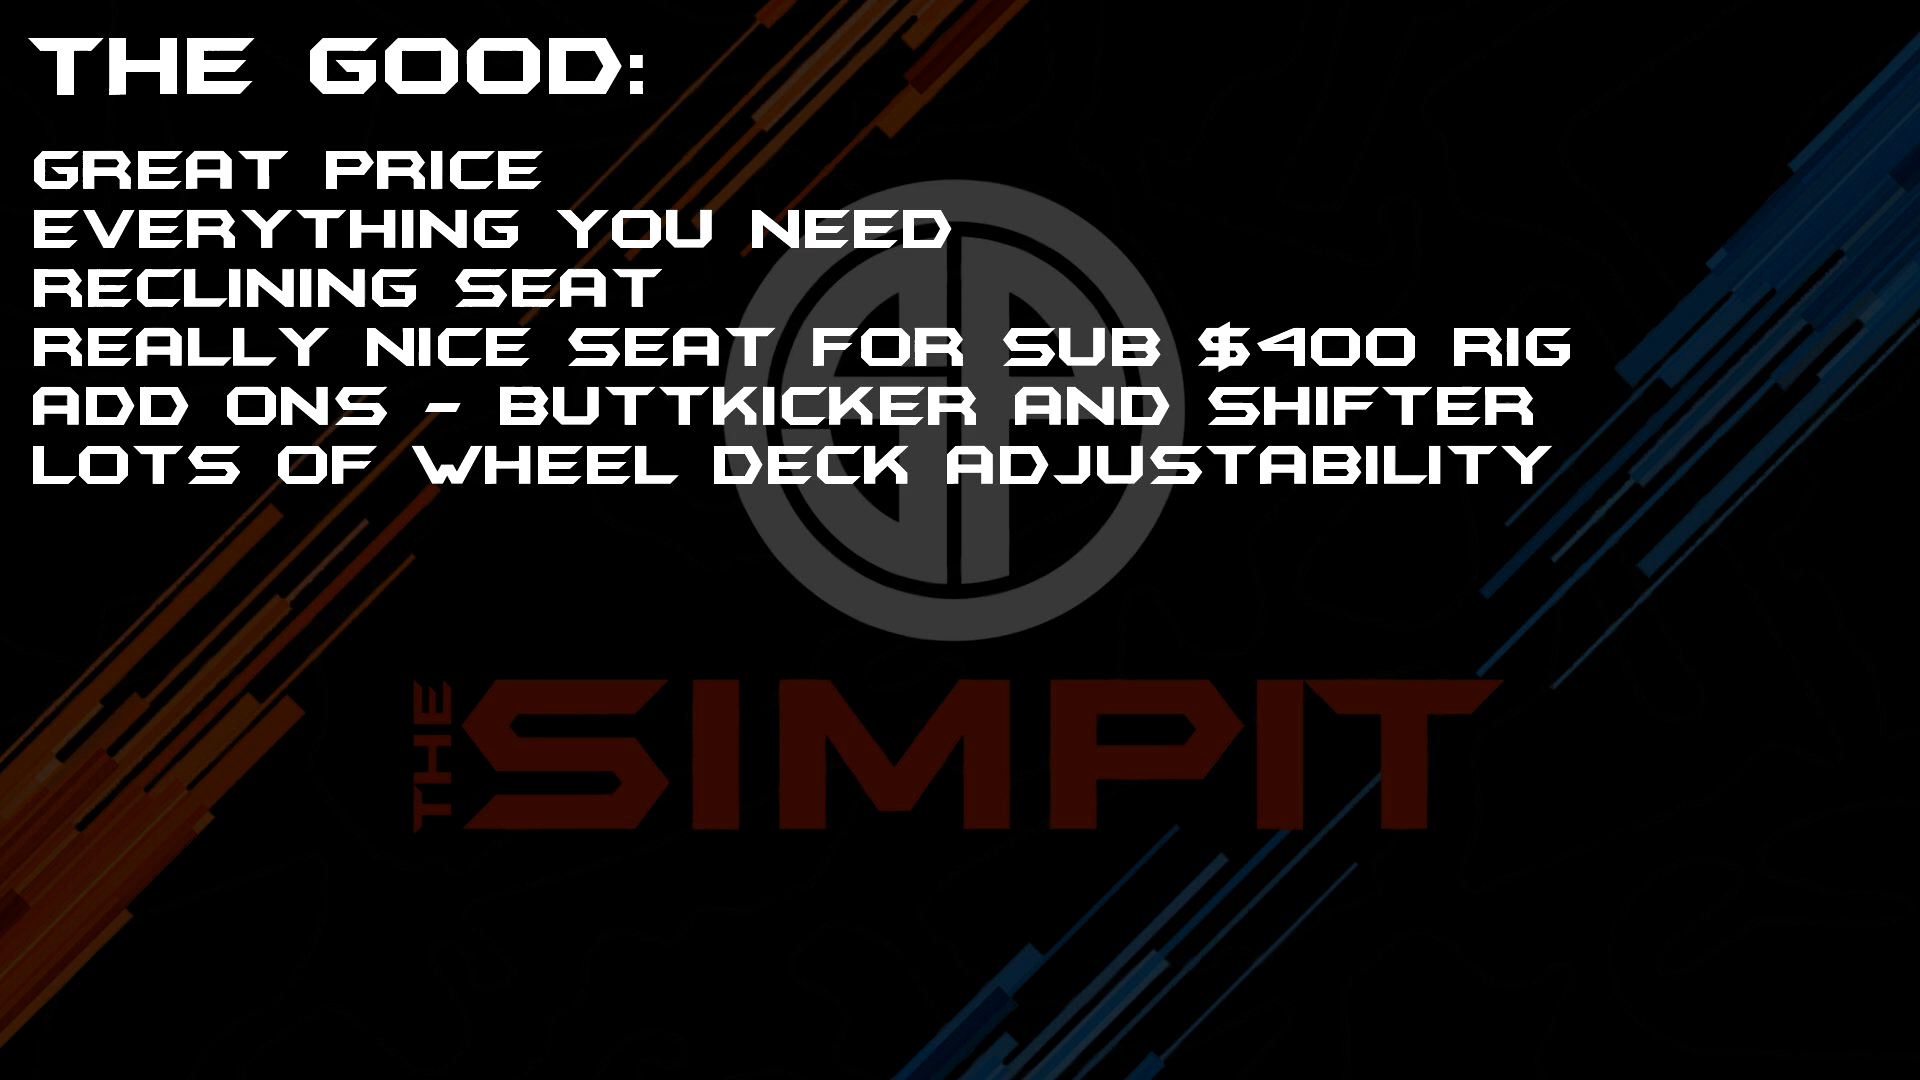 THE GOOD:
GREAT PRICE
EVERYTHING YOU NEED
RECLINING SEAT
REALLY NICE SEAT FOR SUB $400 RIG
ADD ONS - BUTTKICKER AND SHIFTER
LOTS OF WHEEL DECK ADJUSTABILITY
THE SIMPIT